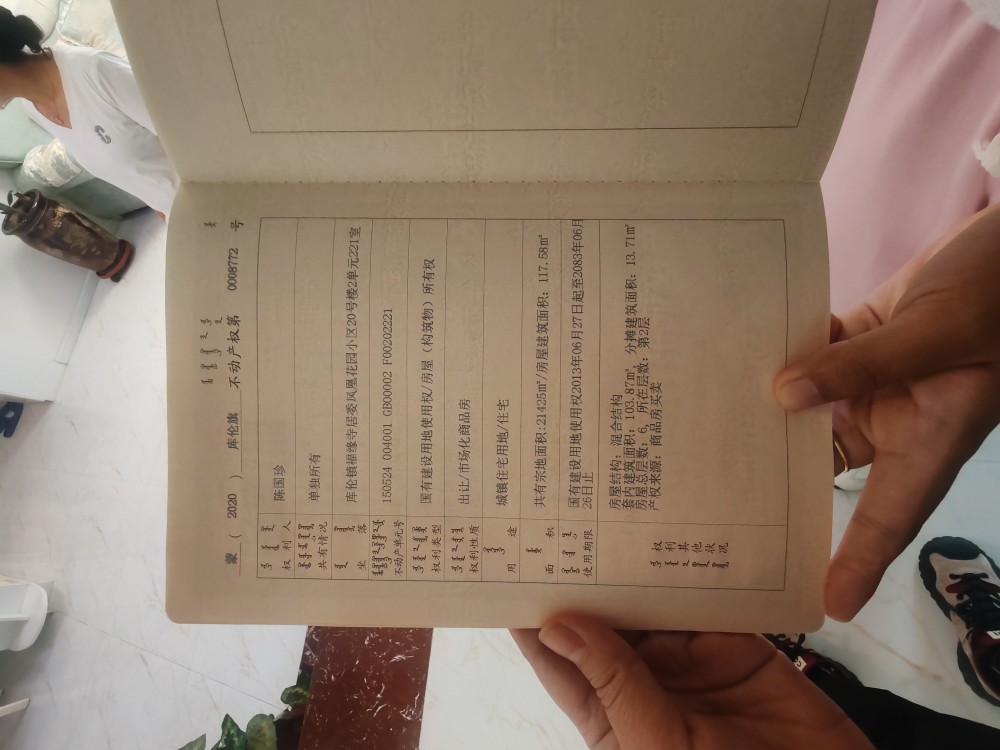 蒙（ 2020 ） 库伦旗 不动产权第 0008772 号
权利人 陈国珍
共有情况 单独所有
坐落 库伦镇福缘寺居委凤凰花园小区20号楼2单元221室
不动产单元号 150524 004001 GB00002 F00202221
权利类型 国有建设用地使用权/房屋（构筑物）所有权
权利性质 出让/市场化商品房
用途 城镇住宅用地/住宅
面积 共有宗地面积:21425㎡/房屋建筑面积：117.58㎡
使用期限 国有建设用地使用权2013年06月27日起至2083年06月
26日止
权利其他状况
房屋结构：混合结构
套内建筑面积：103.87㎡，分摊建筑面积：13.71㎡
房屋总层数：6，所在层数：第2层
产权来源：商品房买卖